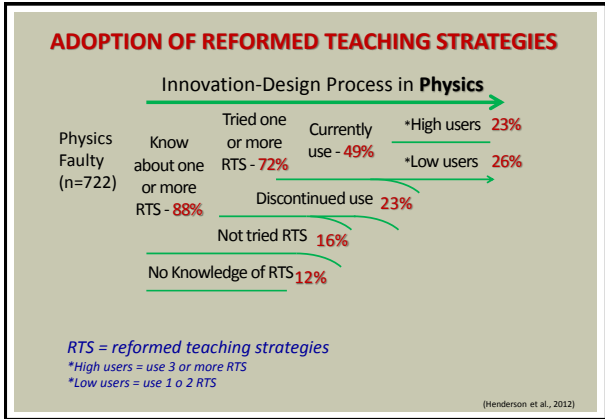 ADOPTION OF REFORMED TEACHING STRATEGIES
Innovation-Design Process in Physics
Physics
Faulty
(n=722)
Know
about one
or more
RTS - 88%
Tried one
or more
RTS - 72%
Currently
use - 49%
*High users 23%
*Low users 26%
Discontinued use 23%
Not tried RTS 16%
No Knowledge of RTS 12%
RTS = reformed teaching strategies
*High users = use 3 or more RTS
*Low users = use 1 o 2 RTS
(Henderson et al., 2012)